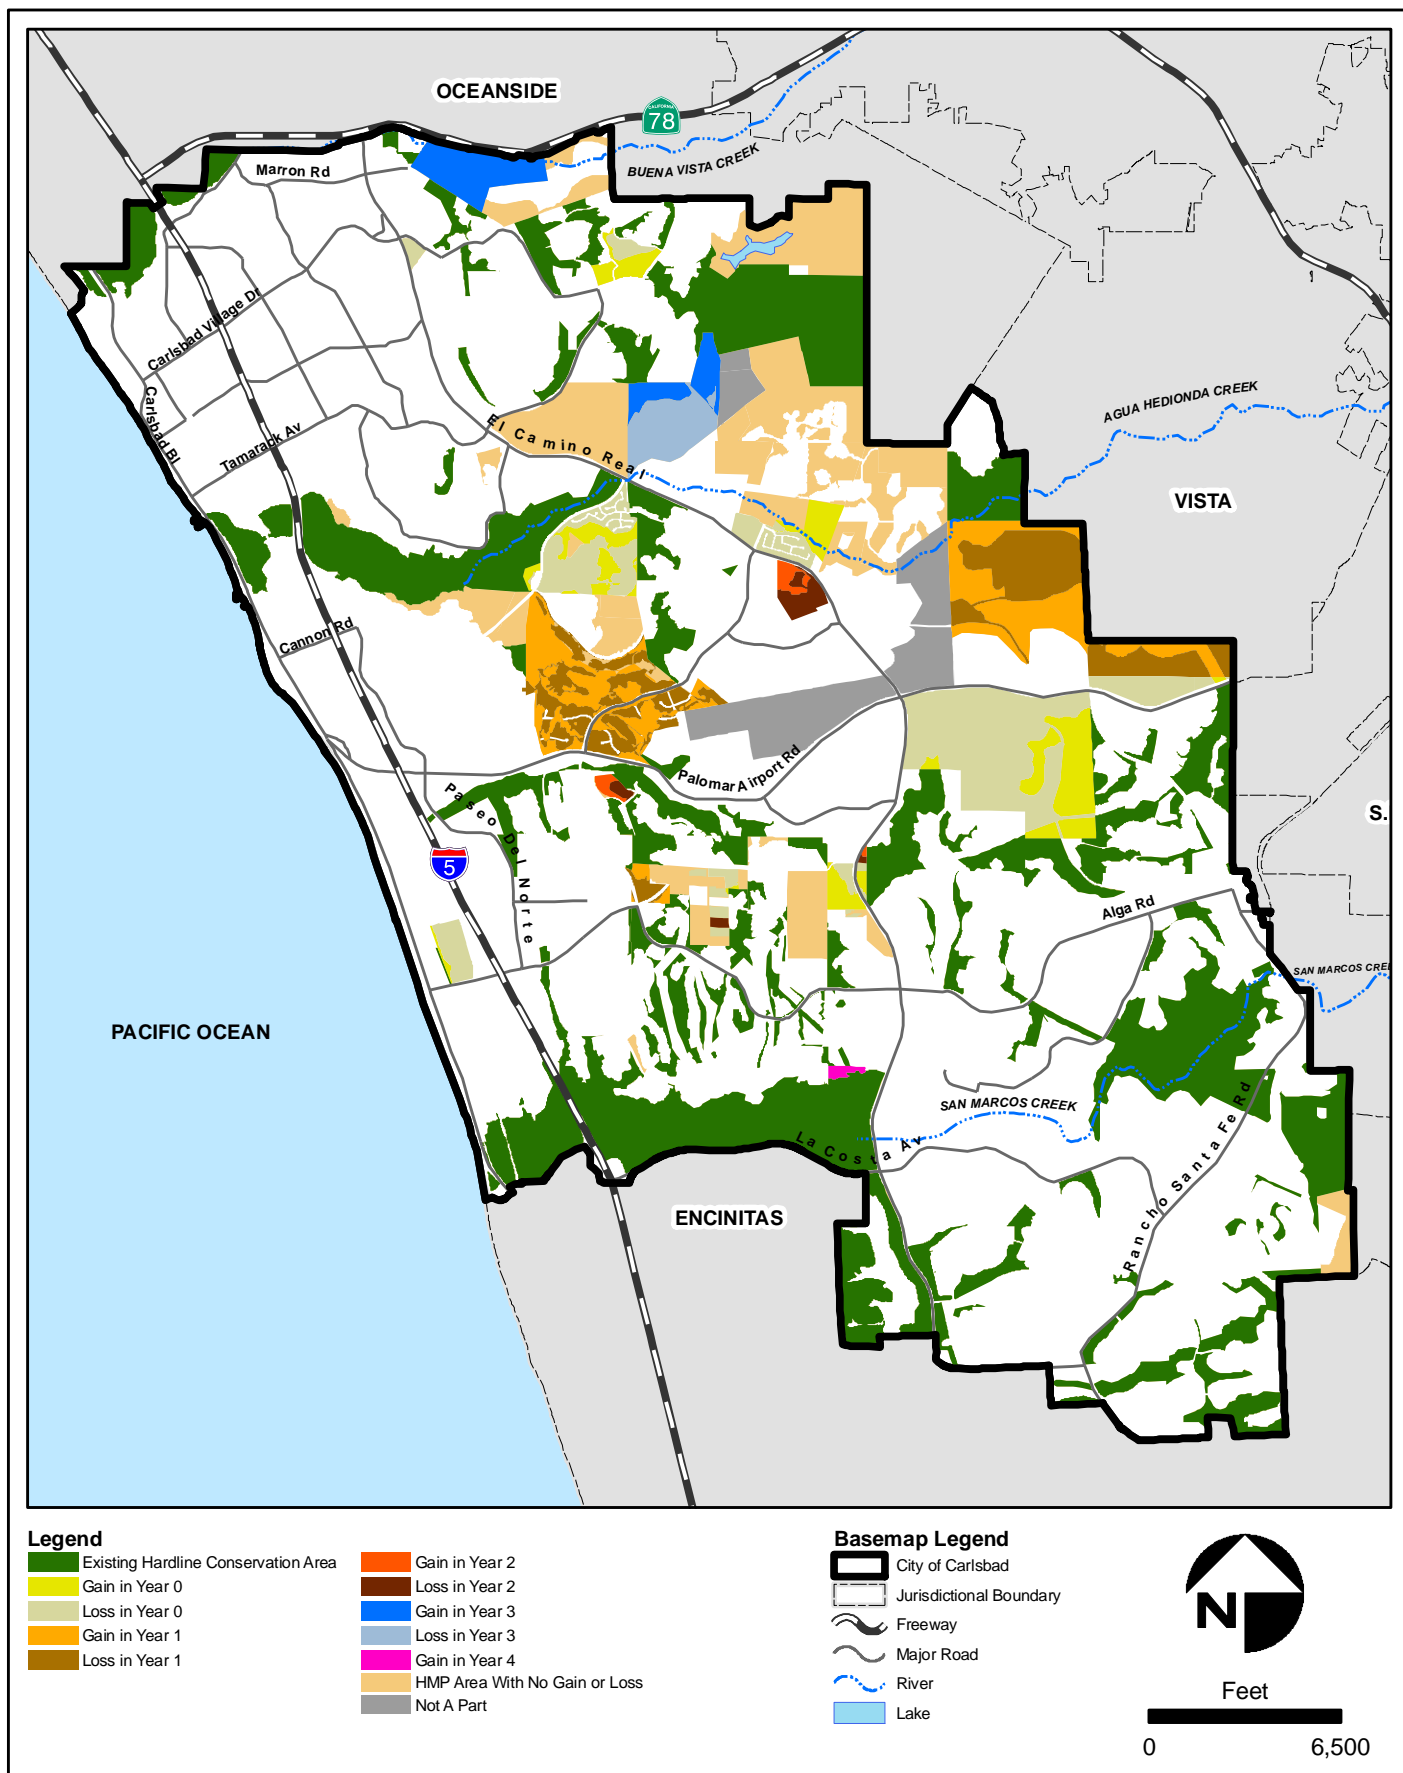 OCEANSIDE
CALIFORNIA
78
BUENA VISTA CREEK
Marron Rd
Carlsbad Village Dr
Carlsbad Bl
Tamarack Av
El Camino Real
AGUA HEDIONDA CREEK
VISTA
Cannon Rd
Palomar Airport Rd
S.
Paseo Del Norte
5
Alga Rd
SAN MARCOS CREE
PACIFIC OCEAN
SAN MARCOS CREEK
La Costa Av
Rancho Santa Fe Rd
ENCINITAS
Legend
Existing Hardline Conservation Area
Gain in Year 0
Loss in Year 0
Gain in Year 1
Loss in Year 1
Gain in Year 2
Loss in Year 2
Gain in Year 3
Loss in Year 3
Gain in Year 4
HMP Area With No Gain or Loss
Not A Part
Basemap Legend
City of Carlsbad
Jurisdictional Boundary
Freeway
Major Road
River
Lake
N
Feet
0 6,500